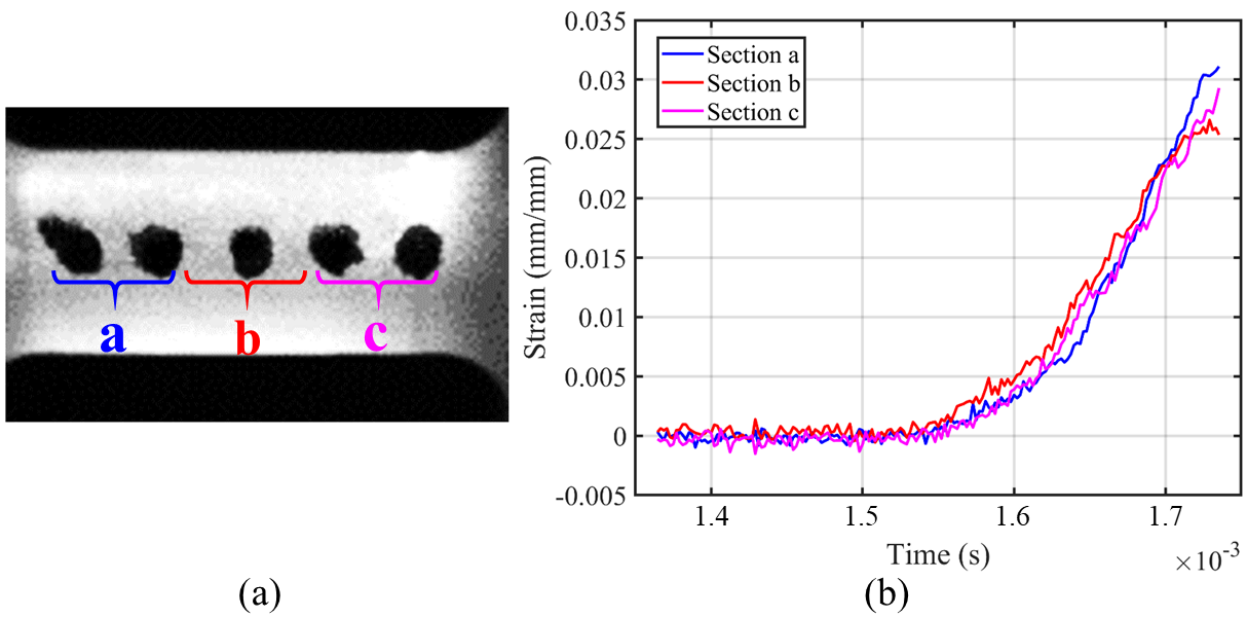 a
b
c
(a)
0.035
0.03
0.025
0.02
0.015
0.01
0.005
0
-0.005
Strain (mm/mm)
Section a
Section b
Section c
1.4
1.5
1.6
1.7
Time (s)
×10-3
(b)